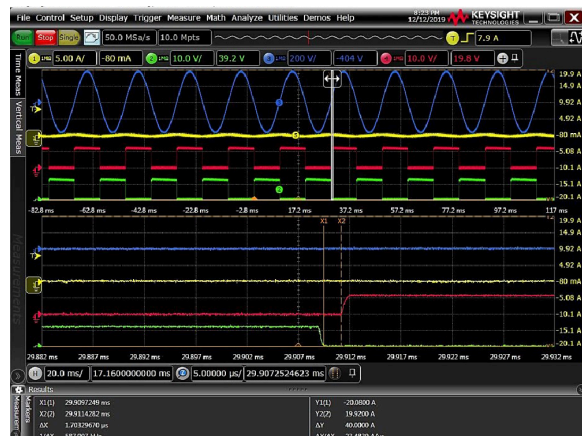 File Control Setup Display Trigger Measure Math Analyze Utilities Demos Help
8:23 PM
12/12/2019
KEYSIGHT
TECHNOLOGIES
Run Stop Single 50.0 MSa/s 10.0 Mpts T 7.9 A
1 5.00 A/ -80 mA 2 10.0 V/ 39.2 V 3 200 V/ -404 V 4 10.0 V/ 19.8 V
Time Meas
Vertical Meas
Measurements
19.9 A
14.9 A
9.92 A
4.92 A
-80 mA
-5.08 A
-10.1 A
-15.1 A
-20.1 A
-82.8 ms -62.8 ms -42.8 ms -22.8 ms -2.8 ms 17.2 ms 37.2 ms 57.2 ms 77.2 ms 97.2 ms 117 ms
X1 X2
19.9 A
14.9 A
9.92 A
4.92 A
-80 mA
-5.08 A
-10.1 A
-15.1 A
-20.1 A
29.882 ms 29.887 ms 29.892 ms 29.897 ms 29.902 ms 29.907 ms 29.912 ms 29.917 ms 29.922 ms 29.927 ms 29.932 ms
H 20.0 ms/ 17.160000000 ms 5.00000 µs/ 29.9072524603 ms
Results
Markers
X1(1) 29.9097249 ms
X2(2) 29.9114282 ms
ΔX 1.70329670 µs
Y1(1) -20.0800 A
Y2(2) 19.9200 A
ΔY 40.0000 A